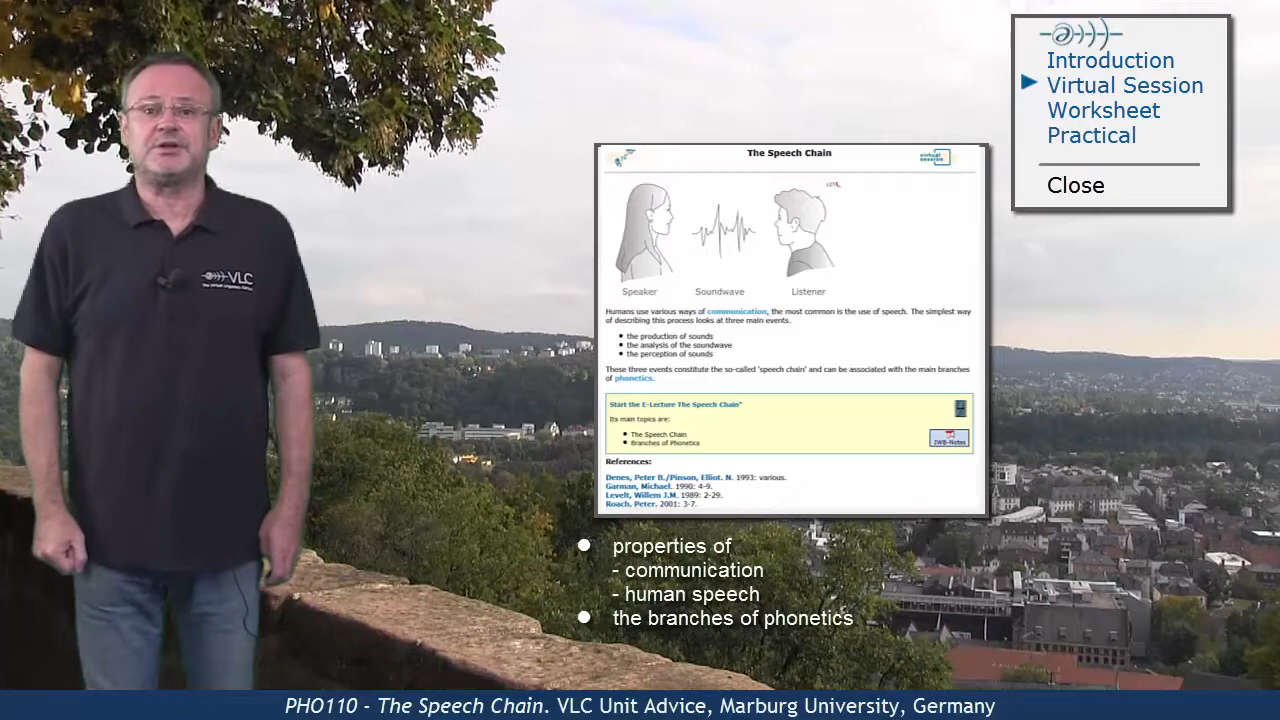 Introduction
Virtual Session
Worksheet
Practical
Close
VLC
The Speech Chain
virtual
session
Speaker
Soundwave
Listener
Humans use various ways of communication, the most common is the use of speech. The simplest way
of describing this process looks at three main events.
the production of sounds
the analysis of the soundwave
the perception of sounds
These three events constitute the so-called 'speech chain' and can be associated with the main branches
of phonetics.
Start the E-Lecture The Speech Chain"
Its main topics are:
The Speech Chain
Branches of Phonetics
IWB-Notes
References:
Denes, Peter B./Pinson, Elliot. N. 1993: various.
Garman, Michael. 1990: 4-9.
Levelt, Willem J.M. 1989: 2-29.
Roach, Peter. 2001: 3-7.
properties of
- communication
- human speech
the branches of phonetics
PHO110 - The Speech Chain. VLC Unit Advice, Marburg University, Germany